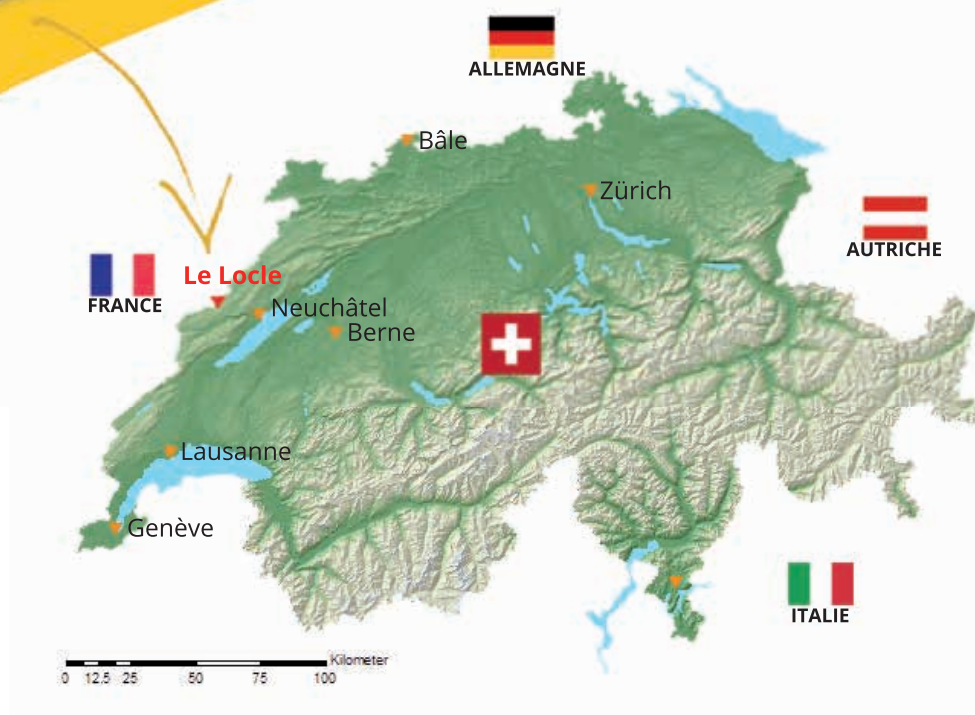 ALLEMAGNE
Bâle
Zürich
AUTRICHE
Le Locle
FRANCE
Neuchâtel
Berne
Lausanne
Genève
ITALIE
Kilometer
0 12.5 25 50 75 100